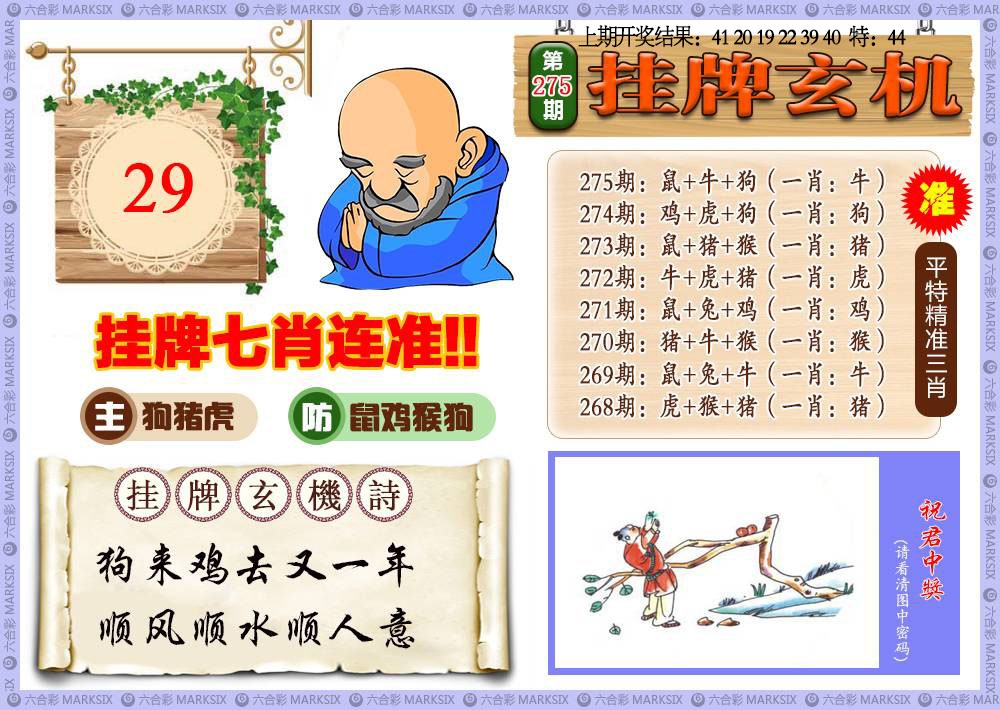 六合彩 MARKSIX
上期开奖结果：41 20 19 22 39 40 特：44
第275期
挂牌玄机
29
挂牌七肖连准!!
主 狗猪虎
防 鼠鸡猴狗
挂牌玄機詩
狗来鸡去又一年
顺风顺水顺人意
275期：鼠+牛+狗（一肖：牛）
274期：鸡+虎+狗（一肖：狗）
273期：鼠+猪+猴（一肖：猪）
272期：牛+虎+猪（一肖：虎）
271期：鼠+兔+鸡（一肖：鸡）
270期：猪+牛+猴（一肖：猴）
269期：鼠+兔+牛（一肖：牛）
268期：虎+猴+猪（一肖：猪）
准
平特精准三肖
祝君中獎
（请看清图中密码）